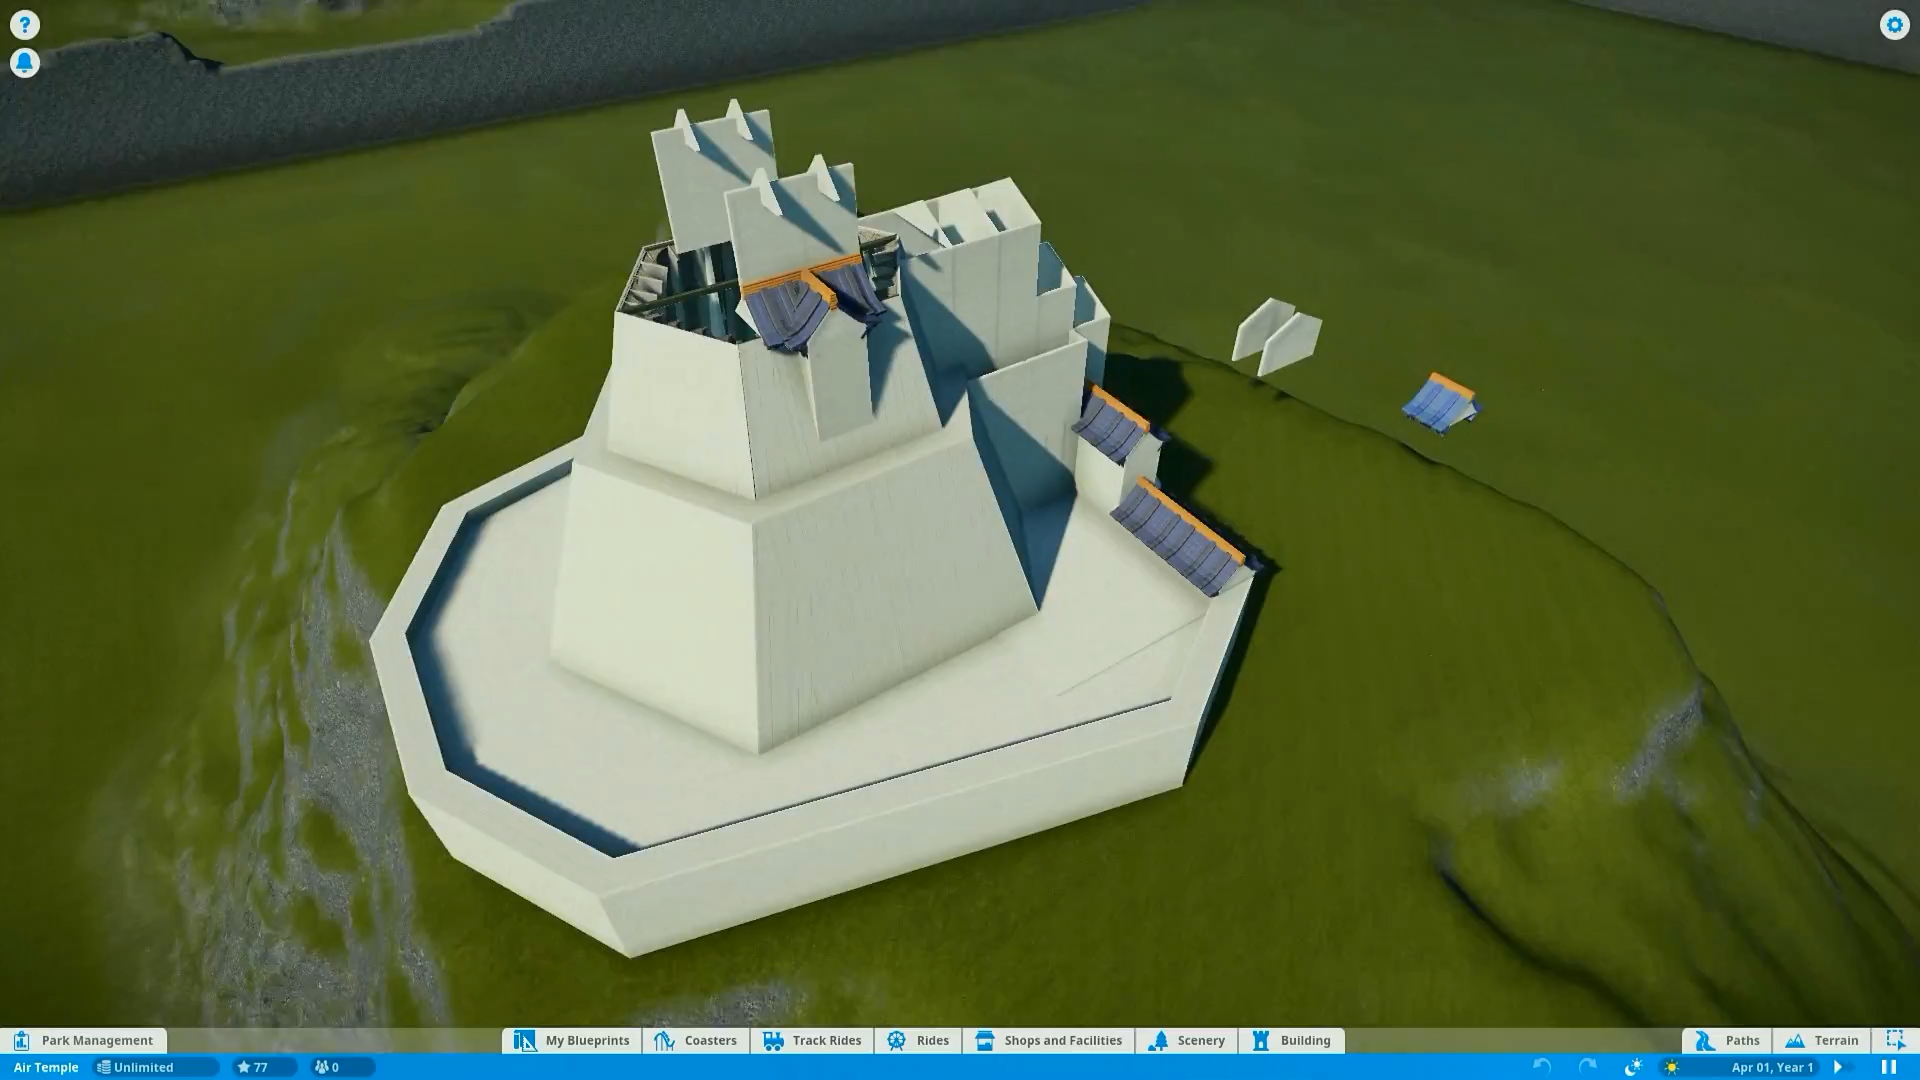 ?
Park Management
My Blueprints
Coasters
Track Rides
Rides
Shops and Facilities
Scenery
Building
Paths
Terrain
Air Temple
Unlimited
77
0
Apr 01, Year 1